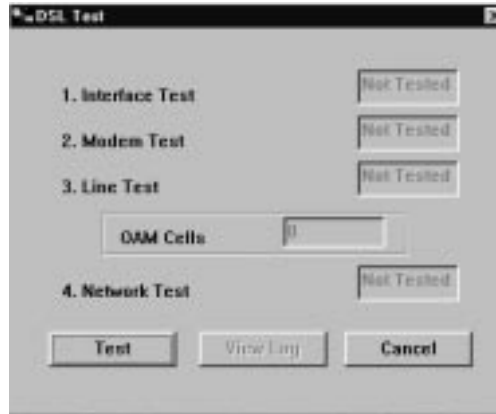 DSL Test
1. Interface Test Not Tested
2. Modem Test Not Tested
3. Line Test Not Tested
OAM Cells 0
4. Network Test Not Tested
Test View Log Cancel